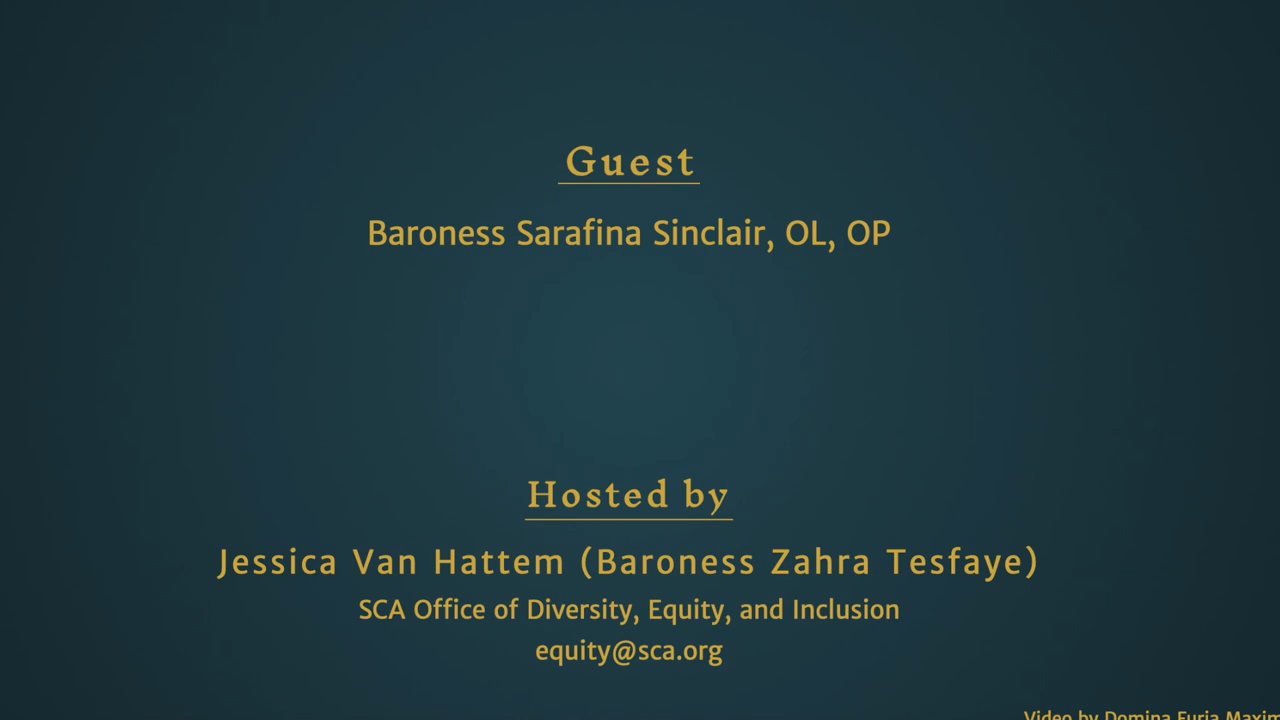 Guest
Baroness Sarafina Sinclair, OL, OP
Hosted by
Jessica Van Hattem (Baroness Zahra Tesfaye)
SCA Office of Diversity, Equity, and Inclusion
equity@sca.org
Video by Domina Furia